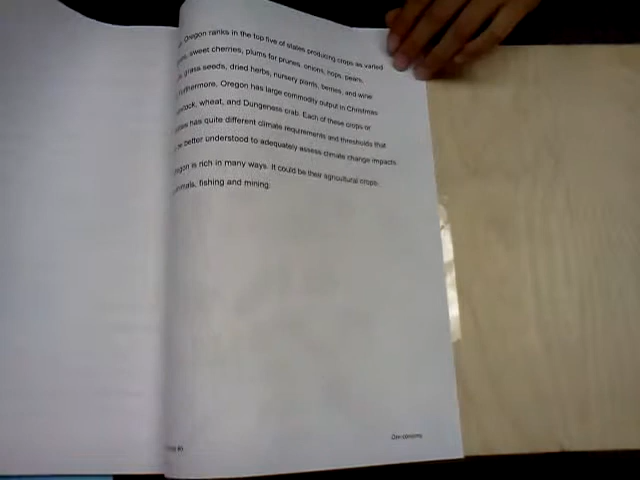 Oregon ranks in the top five of states producing crops as varied
sweet cherries, plums for prunes, onions, hops, pears,
grass seeds, dried herbs, nursery plants, berries, and wine
Furthermore, Oregon has large commodity output in Christmas
wheat, and Dungeness crab. Each of these crops or
has quite different climate requirements and thresholds that
be better understood to adequately assess climate change impacts.
is rich in many ways. It could be their agricultural crops,
fishing and mining.